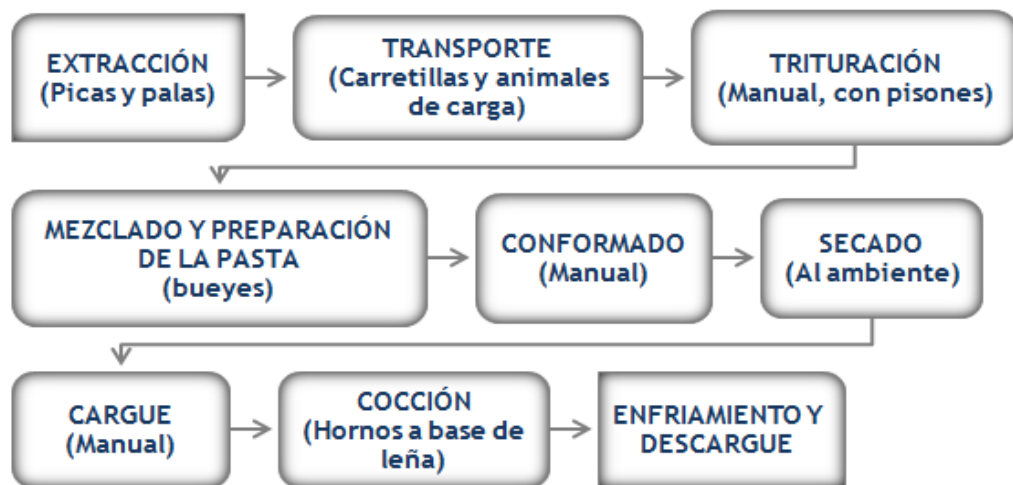 EXTRACCIÓN
(Picas y palas)
TRANSPORTE
(Carretillas y animales
de carga)
TRITURACIÓN
(Manual, con pisones)
MEZCLADO Y PREPARACIÓN
DE LA PASTA
(bueyes)
CONFORMADO
(Manual)
SECADO
(Al ambiente)
CARGUE
(Manual)
COCCIÓN
(Hornos a base de
leña)
ENFRIAMIENTO Y
DESCARGUE